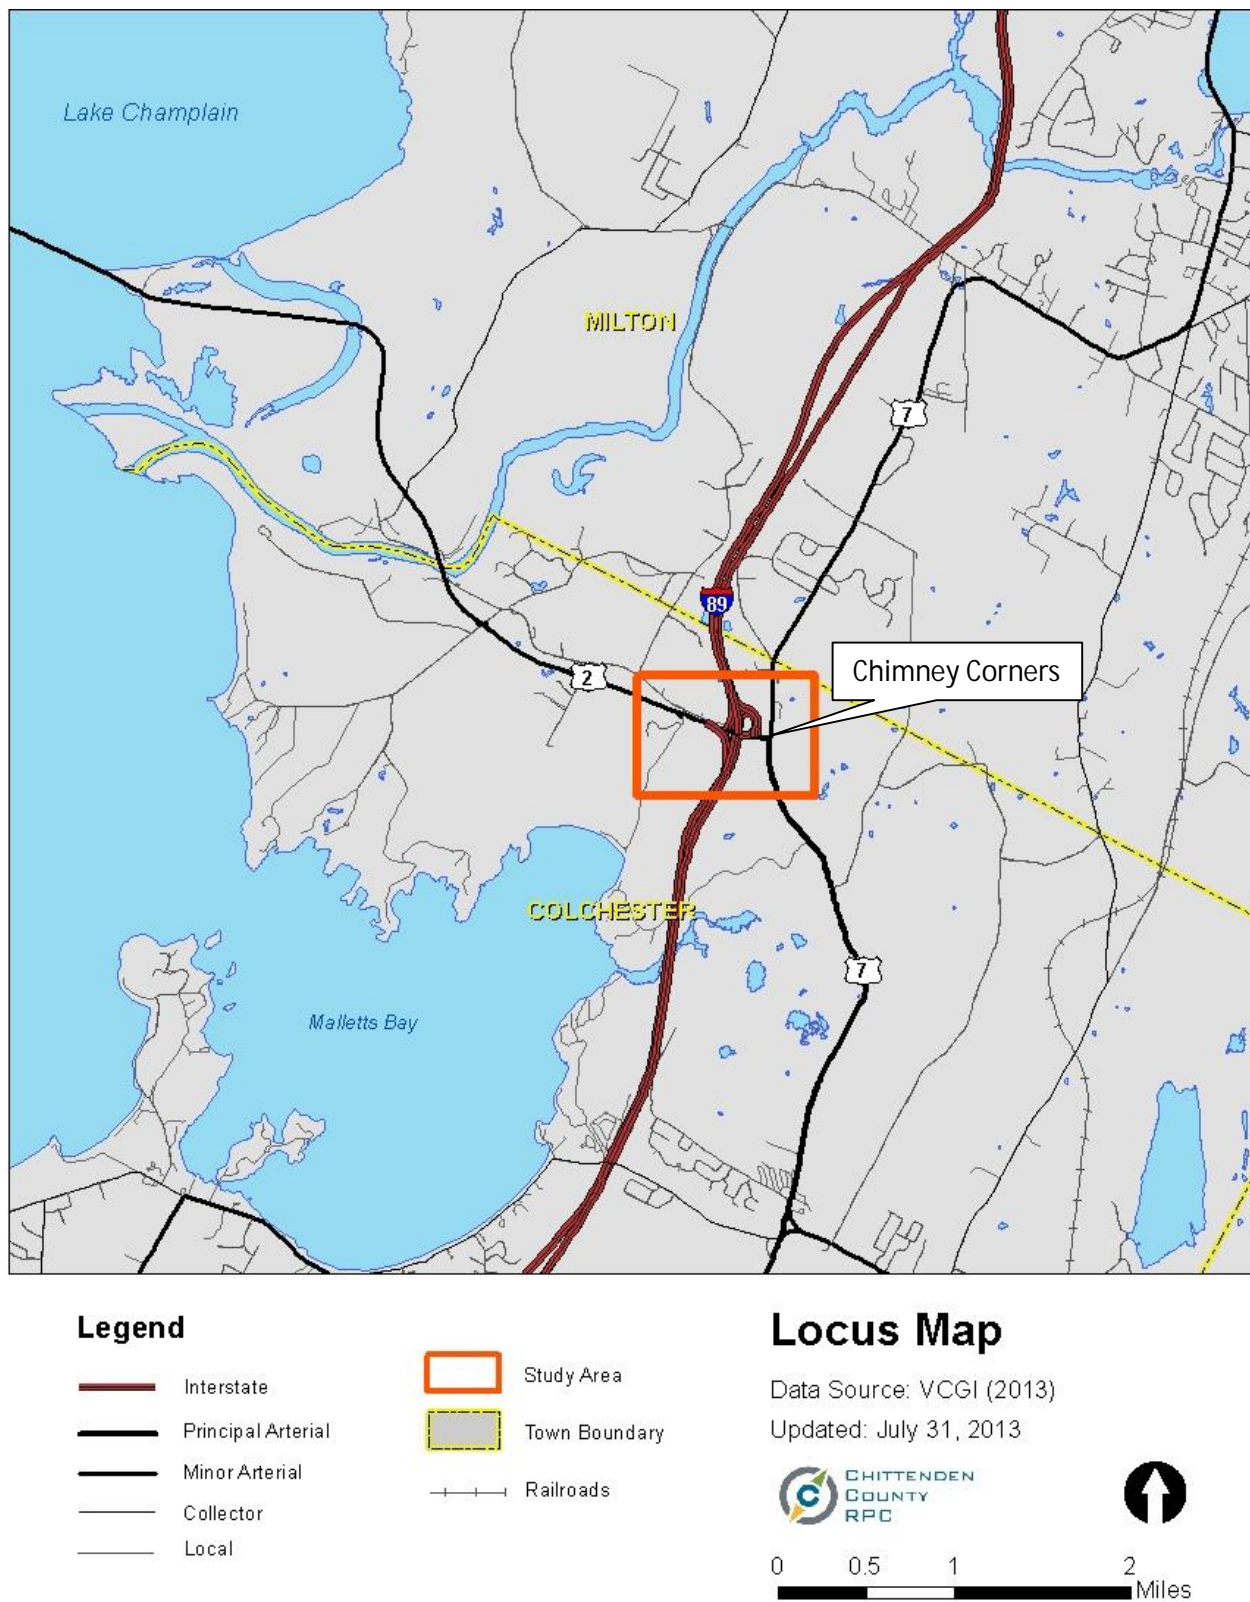 Lake Champlain
MILTON
7
89
Chimney Corners
2
COLCHESTER
7
Malletts Bay
Legend
Interstate
Principal Arterial
Minor Arterial
Collector
Local
Study Area
Town Boundary
Railroads
Locus Map
Data Source: VCGI (2013)
Updated: July 31, 2013
C
CHITTENDEN
COUNTY
RPC
0 0.5 1 2
Miles